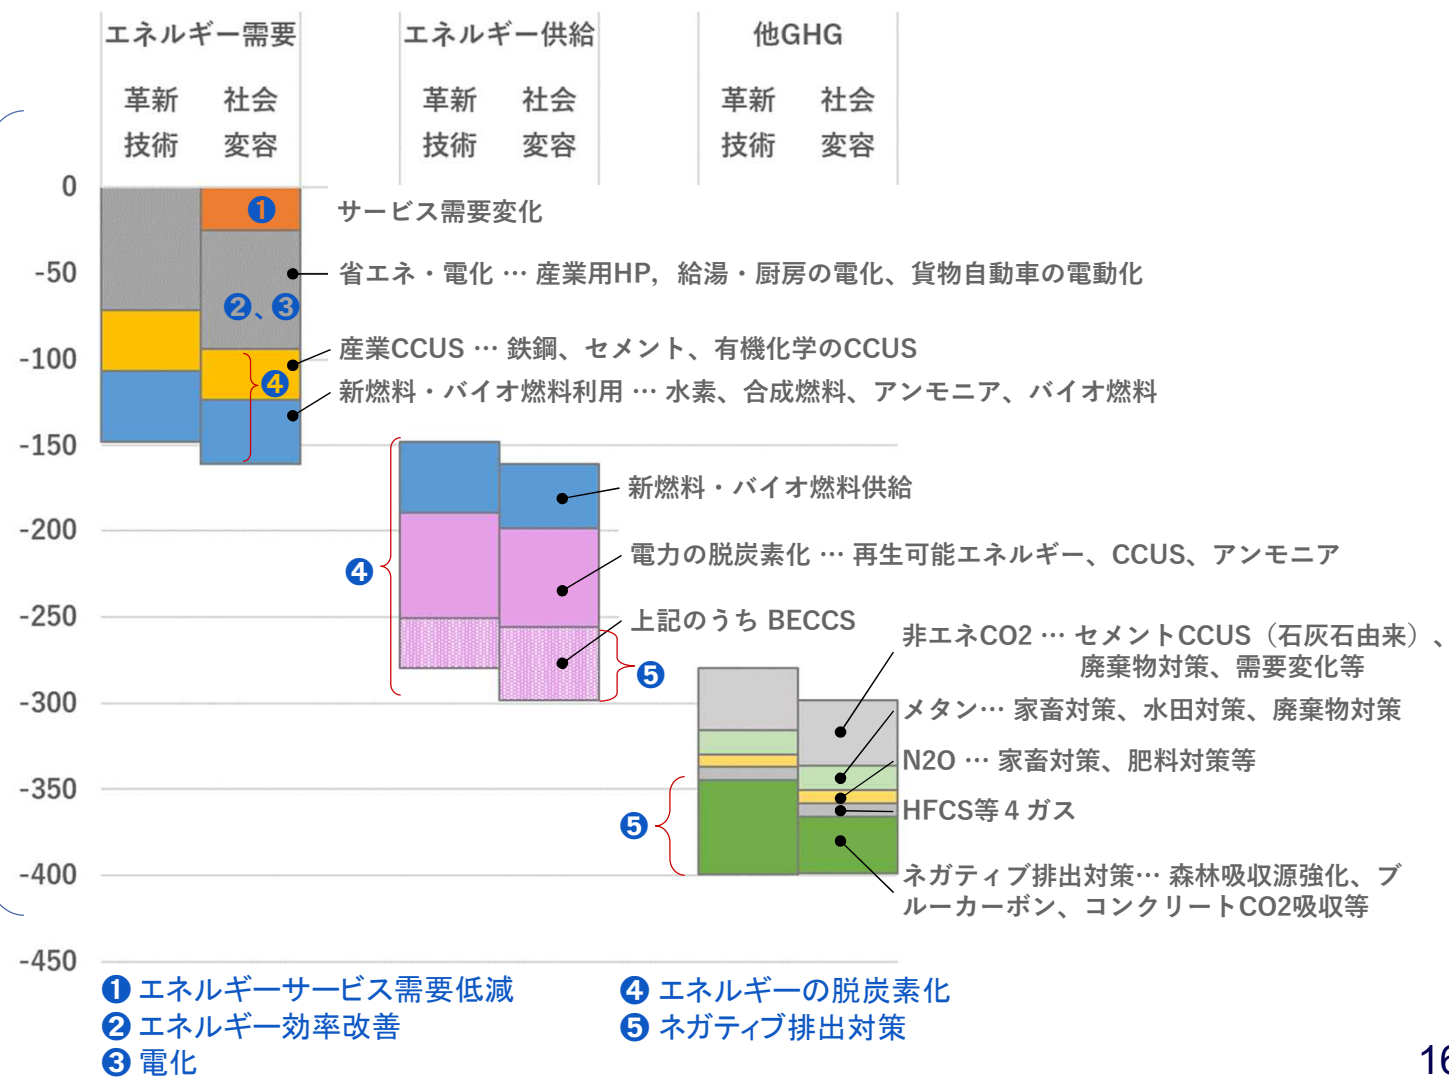 エネルギー需要
エネルギー供給
他GHG
革新
技術
社会
変容
革新
技術
社会
変容
革新
技術
社会
変容
0
-50
-100
-150
-200
-250
-300
-350
-400
-450
❶
サービス需要変化
省エネ・電化 … 産業用HP，給湯・厨房の電化、貨物自動車の電動化
❷、❸
産業CCUS … 鉄鋼、セメント、有機化学のCCUS
❹
新燃料・バイオ燃料利用 … 水素、合成燃料、アンモニア、バイオ燃料
新燃料・バイオ燃料供給
❹
電力の脱炭素化 … 再生可能エネルギー、CCUS、アンモニア
上記のうち BECCS
❺
非エネCO2 … セメントCCUS（石灰石由来）、
廃棄物対策、需要変化等
メタン… 家畜対策、水田対策、廃棄物対策
N2O … 家畜対策、肥料対策等
HFCS等４ガス
❺
ネガティブ排出対策… 森林吸収源強化、ブ
ルーカーボン、コンクリートCO2吸収等
❶ エネルギーサービス需要低減
❷ エネルギー効率改善
❸ 電化
❹ エネルギーの脱炭素化
❺ ネガティブ排出対策
16